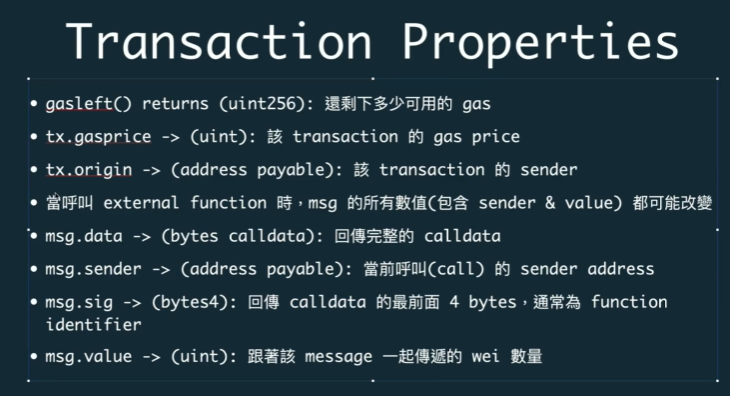 Transaction Properties
• gasleft() returns (uint256): 還剩下多少可用的 gas
• tx.gasprice -> (uint): 該 transaction 的 gas price
• tx.origin -> (address payable): 該 transaction 的 sender
• 當呼叫 external function 時，msg 的所有數值(包含 sender & value) 都可能改變
• msg.data -> (bytes calldata): 回傳完整的 calldata
• msg.sender -> (address payable): 當前呼叫(call) 的 sender address
• msg.sig -> (bytes4): 回傳 calldata 的最前面 4 bytes，通常為 function
identifier
• msg.value -> (uint): 跟著該 message 一起傳遞的 wei 數量